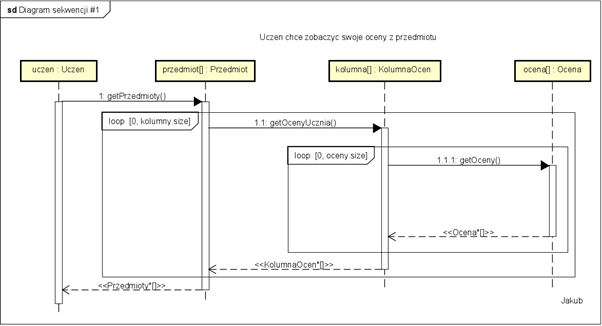 sd Diagram sekwencji #1
Uczen chce zobaczyc swoje oceny z przedmiotu
uczen : Uczen
przedmiot[] : Przedmiot
kolumna[] : KolumnaOcen
ocena[] : Ocena
1: getPrzedmioty()
loop [0, kolumny.size]
1.1: getOcenyUcznia()
loop [0, oceny.size]
1.1.1: getOceny()
<<Ocena*[]>>
<<KolumnaOcen*[]>>
<<Przedmioty*[]>>
Jakub